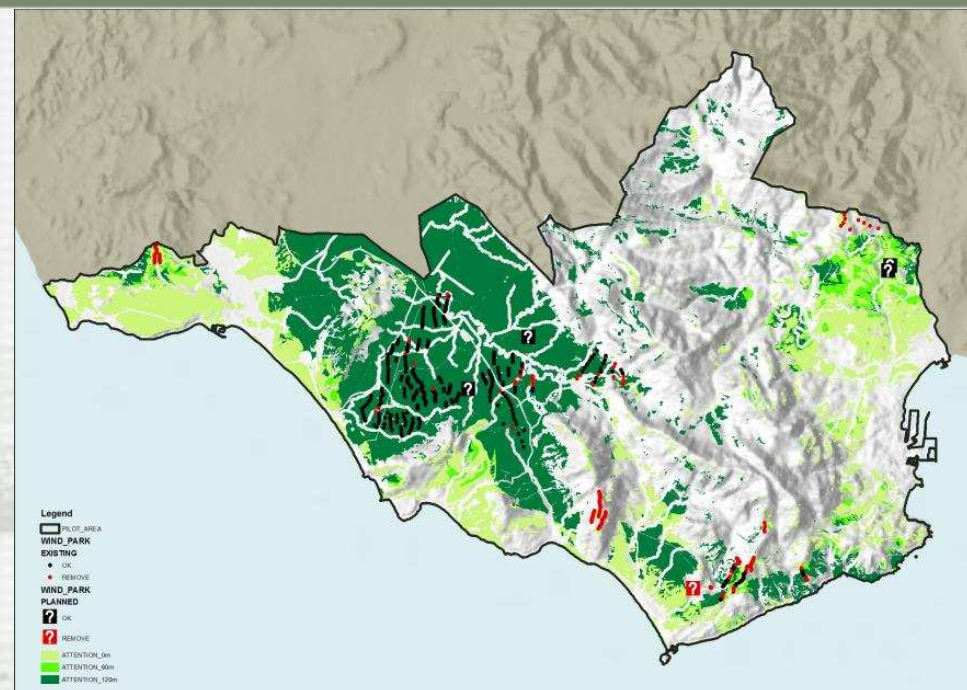 Legend
PILOT_AREA
WIND_PARK
EXISTING
OK
REMOVE
WIND_PARK
PLANNED
? OK
? REMOVE
ATTENTION_0m
ATTENTION_60m
ATTENTION_120m
?
?
?
?